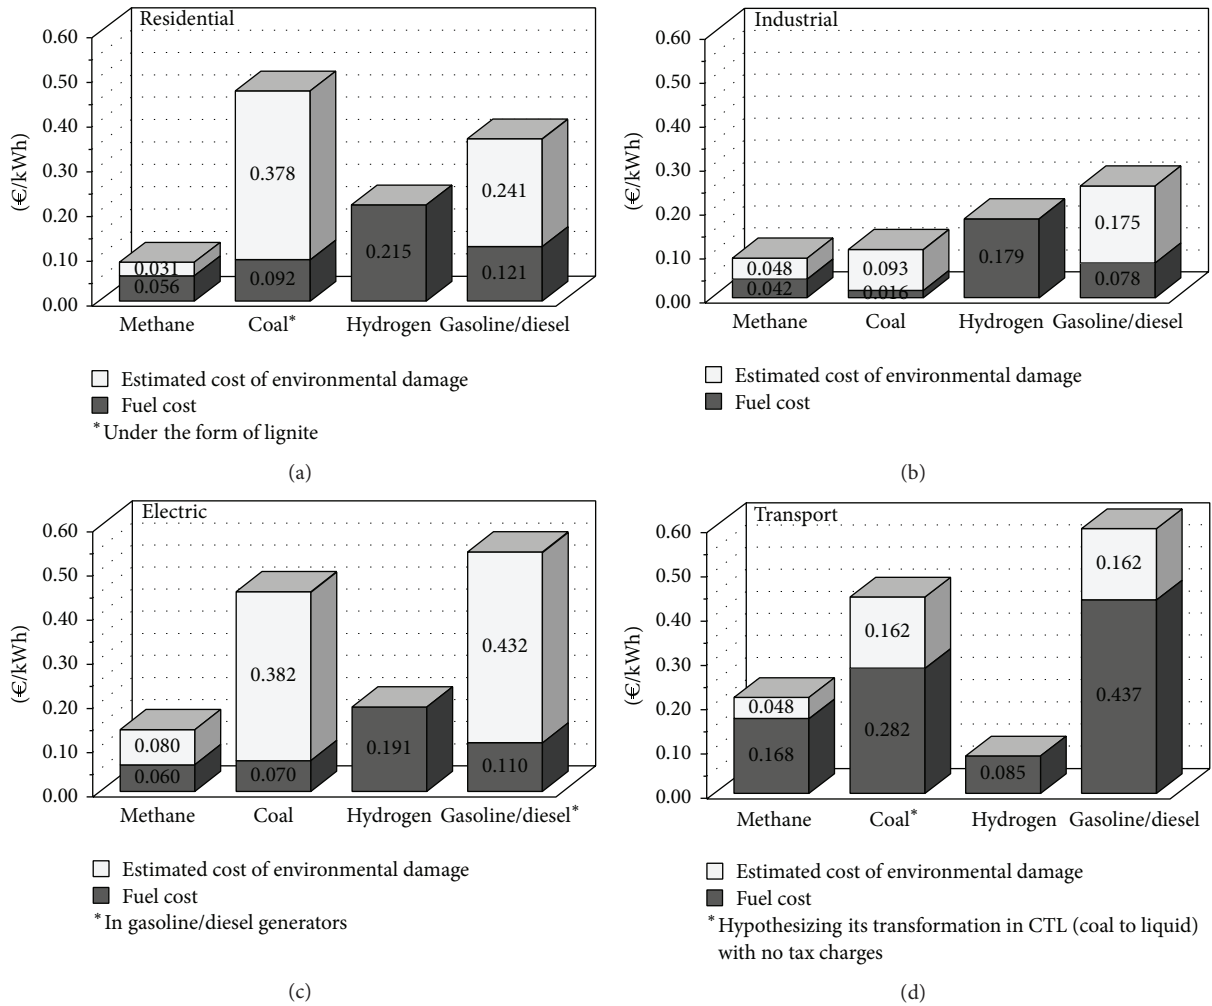 Residential
0.60
0.50
0.40
0.30
0.20
0.10
0.00
(€/kWh)
0.031
0.056
0.378
0.092
0.215
0.241
0.121
Methane Coal* Hydrogen Gasoline/diesel
Estimated cost of environmental damage
Fuel cost
*Under the form of lignite
(a)
Industrial
0.60
0.50
0.40
0.30
0.20
0.10
0.00
(€/kWh)
0.048
0.042
0.093
0.016
0.179
0.175
0.078
Methane Coal Hydrogen Gasoline/diesel
Estimated cost of environmental damage
Fuel cost
(b)
Electric
0.60
0.50
0.40
0.30
0.20
0.10
0.00
(€/kWh)
0.080
0.060
0.382
0.070
0.191
0.432
0.110
Methane Coal Hydrogen Gasoline/diesel*
Estimated cost of environmental damage
Fuel cost
*In gasoline/diesel generators
(c)
Transport
0.60
0.50
0.40
0.30
0.20
0.10
0.00
(€/kWh)
0.048
0.168
0.162
0.282
0.085
0.162
0.437
Methane Coal* Hydrogen Gasoline/diesel
Estimated cost of environmental damage
Fuel cost
*Hypothesizing its transformation in CTL (coal to liquid)
with no tax charges
(d)